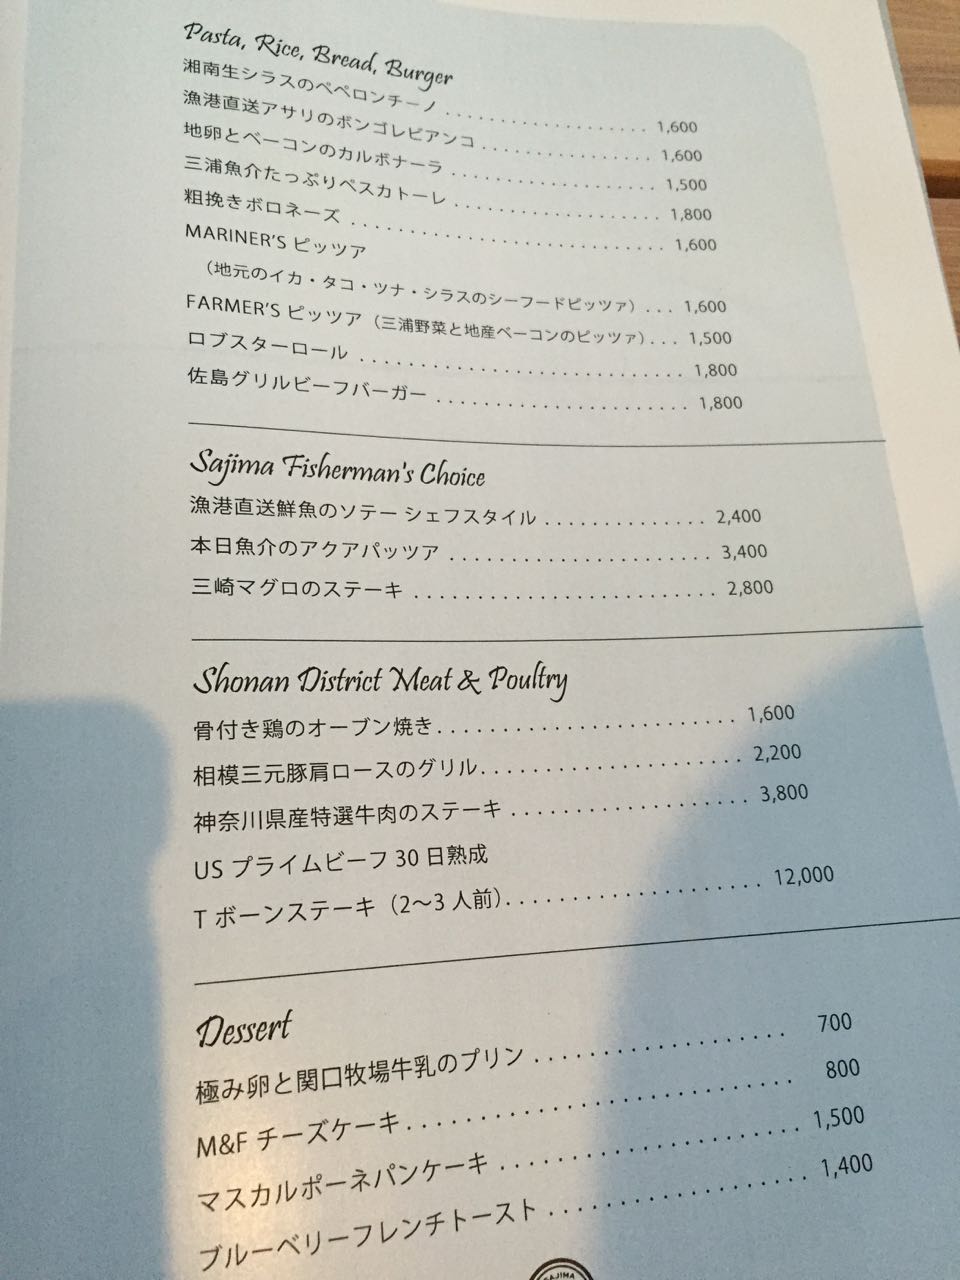 Pasta, Rice, Bread, Burger
湘南生シラスのペペロンチーノ . . . . . . . . . . . . . . . . . . . . . 1,600
漁港直送アサリのボンゴレビアンコ . . . . . . . . . . . . . . . . . 1,600
地卵とベーコンのカルボナーラ . . . . . . . . . . . . . . . . . . . . . 1,500
三浦魚介たっぷりペスカトーレ . . . . . . . . . . . . . . . . . . . . . 1,800
粗挽きボロネーズ . . . . . . . . . . . . . . . . . . . . . . . . . . . . . . . . 1,600
MARINER'S ピッツア
（地元のイカ・タコ・ツナ・シラスのシーフードピッツァ）. . . 1,600
FARMER'S ピッツア（三浦野菜と地産ベーコンのピッツァ）. . . 1,500
ロブスターロール . . . . . . . . . . . . . . . . . . . . . . . . . . . . . . . . 1,800
佐島グリルビーフバーガー . . . . . . . . . . . . . . . . . . . . . . . . . 1,800
Sajima Fisherman's Choice
漁港直送鮮魚のソテー シェフスタイル . . . . . . . . . . . . . . 2,400
本日魚介のアクアパッツア . . . . . . . . . . . . . . . . . . . . . . . . 3,400
三崎マグロのステーキ . . . . . . . . . . . . . . . . . . . . . . . . . . . 2,800
Shonan District Meat & Poultry
骨付き鶏のオーブン焼き. . . . . . . . . . . . . . . . . . . . . . . . . . 1,600
相模三元豚肩ロースのグリル. . . . . . . . . . . . . . . . . . . . . . 2,200
神奈川県産特選牛肉のステーキ . . . . . . . . . . . . . . . . . . . . 3,800
US プライムビーフ 30 日熟成
T ボーンステーキ（2〜3 人前）. . . . . . . . . . . . . . . . . . . . . 12,000
Dessert
極み卵と関口牧場牛乳のプリン . . . . . . . . . . . . . . . . . . . . 700
M&F チーズケーキ. . . . . . . . . . . . . . . . . . . . . . . . . . . . . . 800
マスカルポーネパンケーキ . . . . . . . . . . . . . . . . . . . . . . . 1,500
ブルーベリーフレンチトースト . . . . . . . . . . . . . . . . . . . . 1,400
SAJIMA